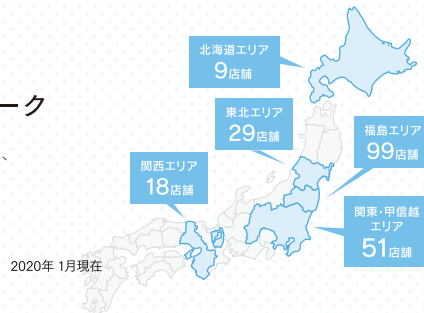 北海道エリア
9店舗
ーク
東北エリア
29店舗
福島エリア
99店舗
、
関西エリア
18店舗
関東・甲信越
エリア
51店舗
2020年 1月現在